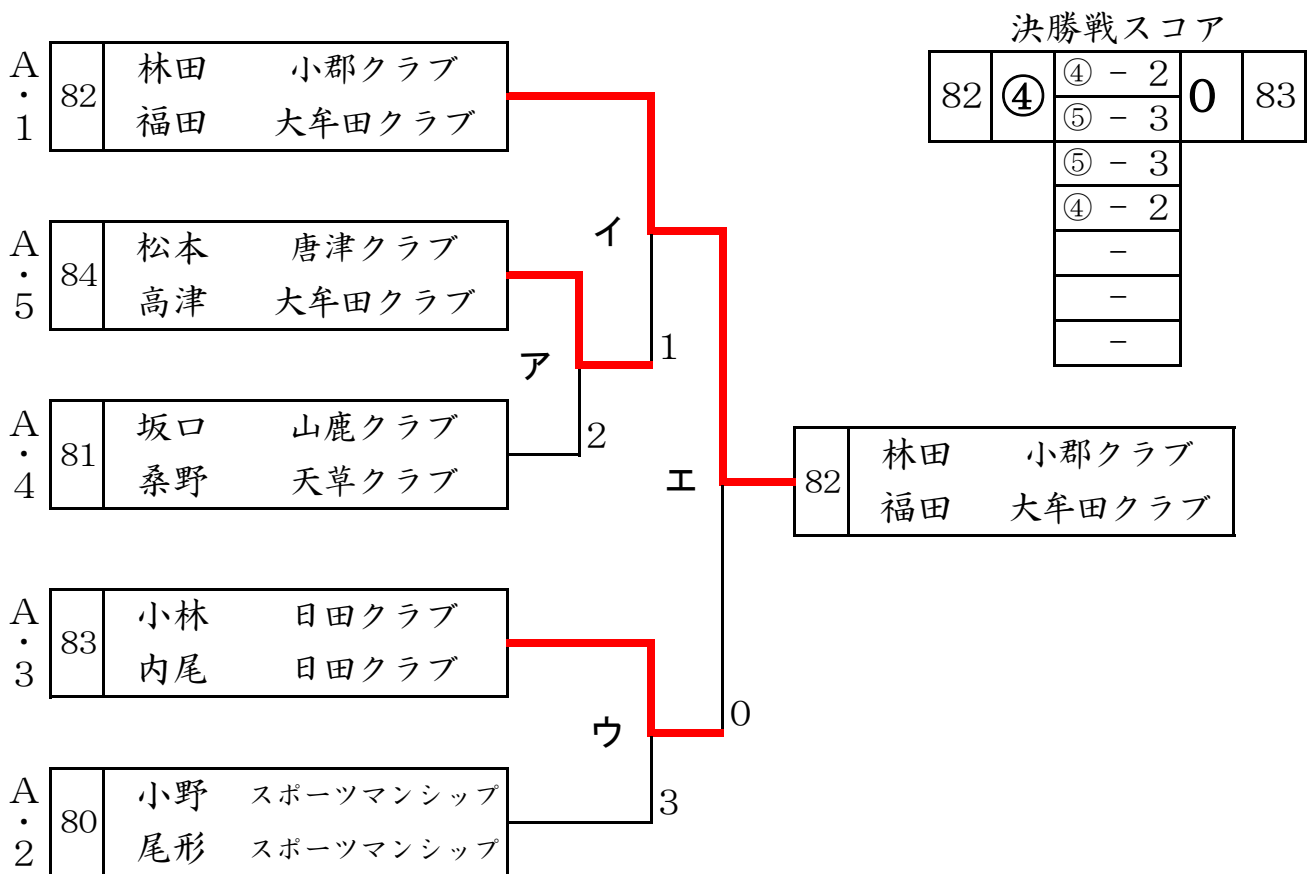 決勝戦スコア
A・1 82 林田 小郡クラブ
福田 大牟田クラブ
82 ④ ④ - 2 0 83
⑤ - 3
⑤ - 3
④ - 2
-
-
-
A・5 84 松本 唐津クラブ
高津 大牟田クラブ
イ
ア
1
A・4 81 坂口 山鹿クラブ
桑野 天草クラブ
2
エ
82 林田 小郡クラブ
福田 大牟田クラブ
A・3 83 小林 日田クラブ
内尾 日田クラブ
ウ
0
A・2 80 小野 スポーツマンシップ
尾形 スポーツマンシップ
3